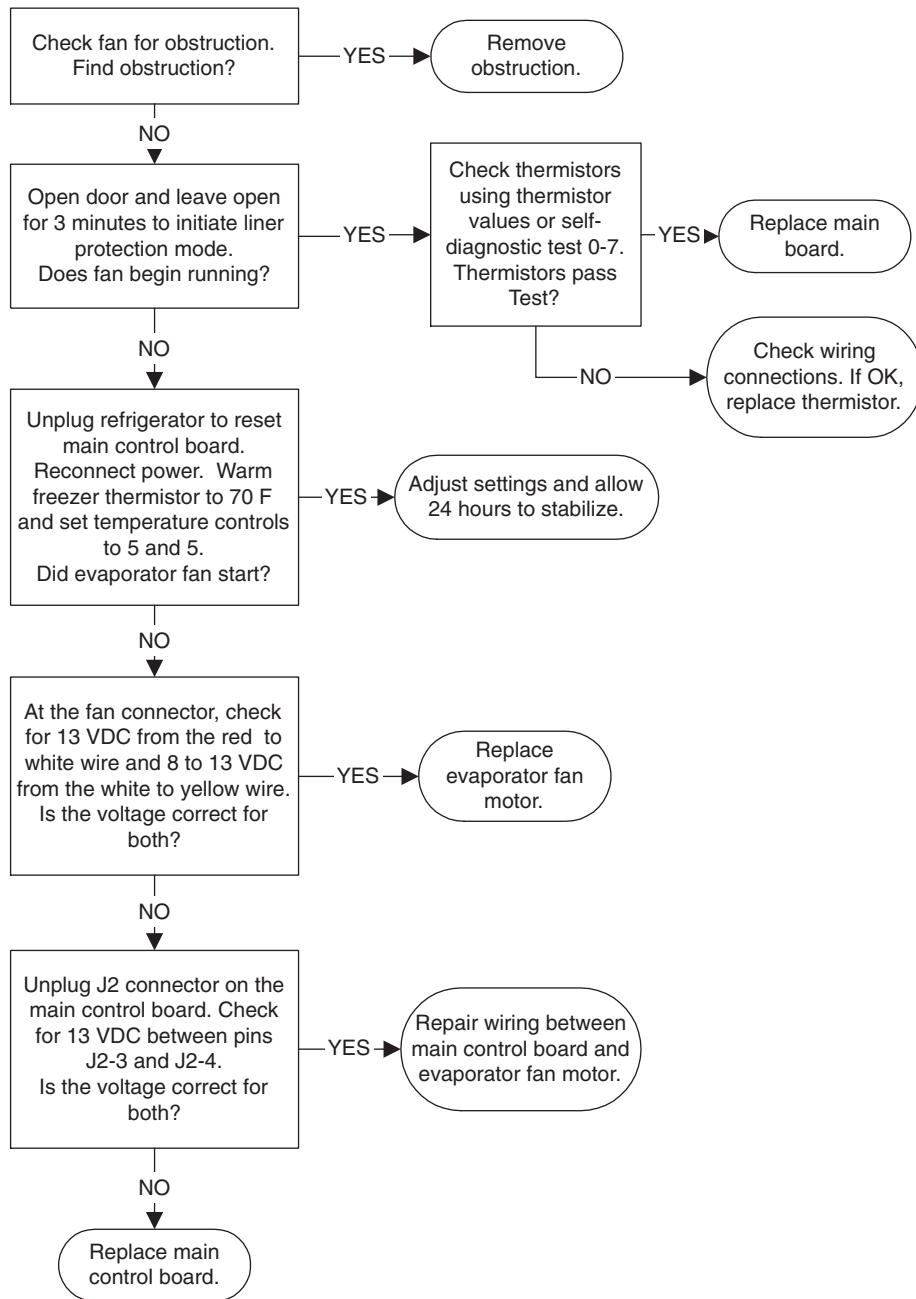 Check fan for obstruction.
Find obstruction?
YES
Remove
obstruction.
NO
Open door and leave open
for 3 minutes to initiate liner
protection mode.
Does fan begin running?
YES
Check thermistors
using thermistor
values or self-
diagnostic test 0-7.
Thermistors pass
Test?
YES
Replace main
board.
NO
Check wiring
connections. If OK,
replace thermistor.
NO
Unplug refrigerator to reset
main control board.
Reconnect power. Warm
freezer thermistor to 70 F
and set temperature controls
to 5 and 5.
Did evaporator fan start?
YES
Adjust settings and allow
24 hours to stabilize.
NO
At the fan connector, check
for 13 VDC from the red to
white wire and 8 to 13 VDC
from the white to yellow wire.
Is the voltage correct for
both?
YES
Replace
evaporator fan
motor.
NO
Unplug J2 connector on the
main control board. Check
for 13 VDC between pins
J2-3 and J2-4.
Is the voltage correct for
both?
YES
Repair wiring between
main control board and
evaporator fan motor.
NO
Replace main
control board.